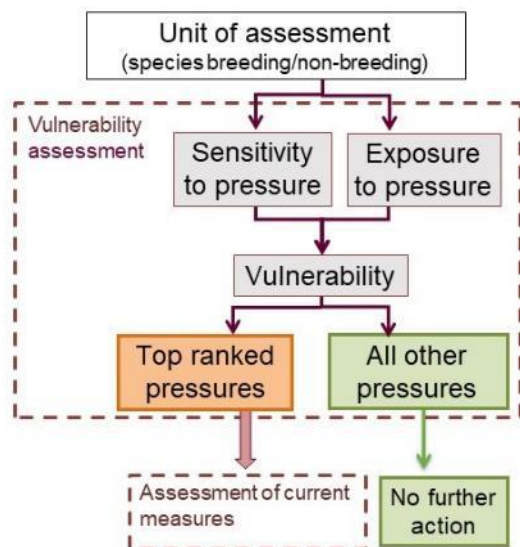 Unit of assessment
(species breeding/non-breeding)
Vulnerability
assessment
Sensitivity
to pressure
Exposure
to pressure
Vulnerability
Top ranked
pressures
All other
pressures
Assessment of current
measures
No further
action